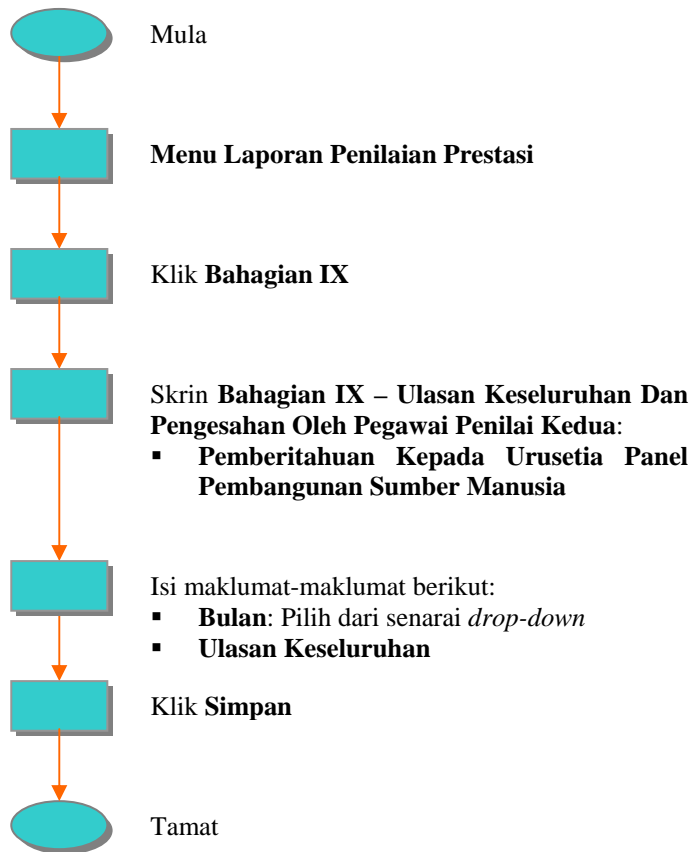 Mula
Menu Laporan Penilaian Prestasi
Klik Bahagian IX
Skrin Bahagian IX – Ulasan Keseluruhan Dan
Pengesahan Oleh Pegawai Penilai Kedua:
▪ Pemberitahuan Kepada Urusetia Panel
Pembangunan Sumber Manusia
Isi maklumat-maklumat berikut:
▪ Bulan: Pilih dari senarai drop-down
▪ Ulasan Keseluruhan
Klik Simpan
Tamat